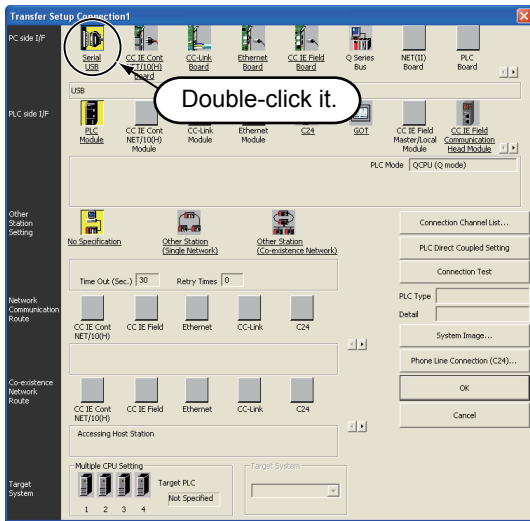 Transfer Setup Connection1
PC side I/F
Serial
USB
CC IE Cont
NET/10(H)
Board
CC-Link
Board
Ethernet
Board
CC IE Field
Board
Q Series
Bus
NET(II)
Board
PLC
Board
USB
Double-click it.
PLC side I/F
PLC
Module
CC IE Cont
NET/10(H)
Module
CC-Link
Module
Ethernet
Module
C24
GOT
CC IE Field
Master/Local
Module
CC IE Field
Communication
Head Module
PLC Mode QCPU (Q mode)
Other
Station
Setting
No Specification
Other Station
(Single Network)
Other Station
(Co-existence Network)
Time Out (Sec.) 30 Retry Times 0
Connection Channel List...
PLC Direct Coupled Setting
Connection Test
PLC Type
Detail
System Image...
Phone Line Connection (C24)...
OK
Cancel
Network
Communication
Route
CC IE Cont
NET/10(H)
CC IE Field
Ethernet
CC-Link
C24
Co-existence
Network
Route
CC IE Cont
NET/10(H)
CC IE Field
Ethernet
CC-Link
C24
Accessing Host Station
Target
System
Multiple CPU Setting
1 2 3 4
Target PLC
Not Specified
Target System